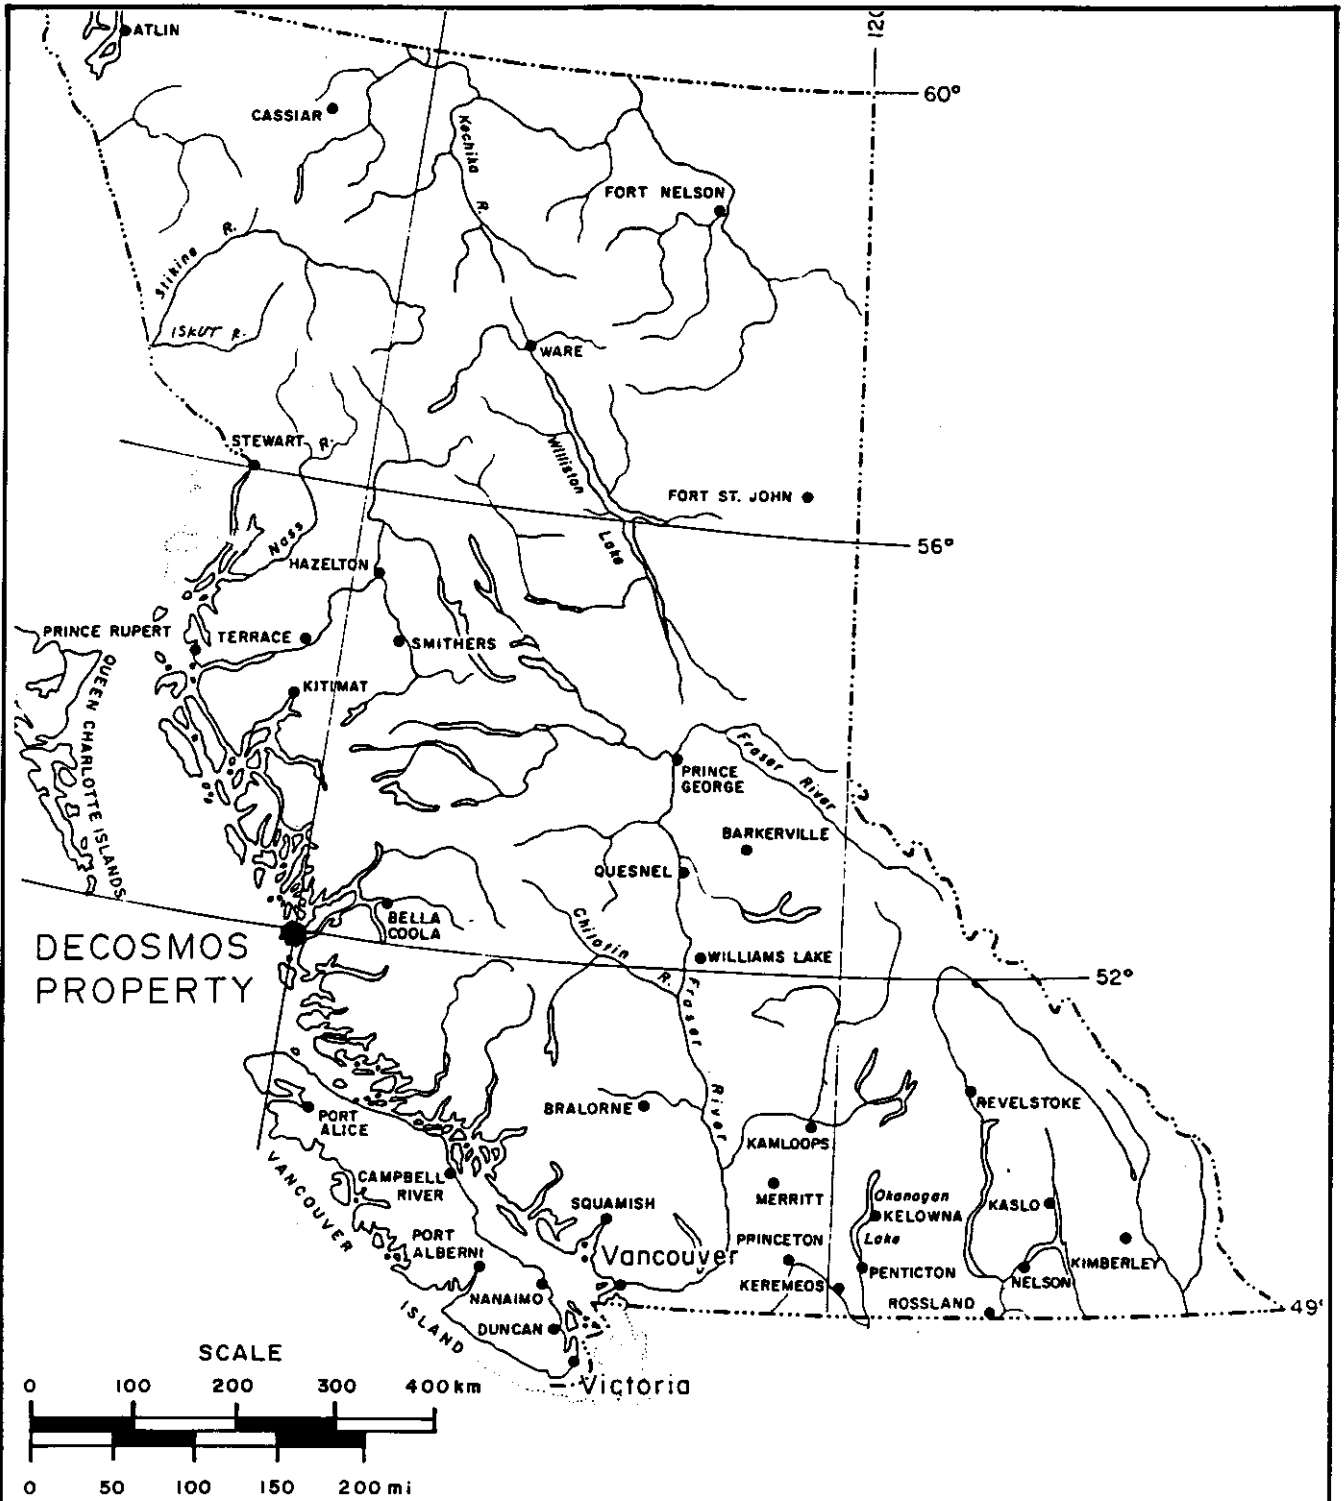 ATLIN
120
60°
CASSIAR
Kechika
R.
FORT NELSON
Stikine R.
ISKUT R.
WARE
STEWART
R.
Williston
FORT ST. JOHN
Nass
Lake
56°
HAZELTON
PRINCE RUPERT
TERRACE
SMITHERS
KITIMAT
QUEEN CHARLOTTE ISLANDS
Fraser River
PRINCE
GEORGE
BARKERVILLE
QUESNEL
BELLA
COOLA
Chilotin
R.
DECOSMOS
PROPERTY
WILLIAMS LAKE
52°
Fraser
River
PORT
ALICE
BRALORNE
REVELSTOKE
KAMLOOPS
VANCOUVER
ISLAND
CAMPBELL
RIVER
MERRITT
Okanagan
Lake
KELOWNA
KASLO
SQUAMISH
PORT
ALBERNI
Vancouver
PRINCETON
KEREMEOS
PENTICTON
NELSON
KIMBERLEY
ROSSLAND
49°
NANAIMO
DUNCAN
Victoria
SCALE
0 100 200 300 400 km
0 50 100 150 200 mi